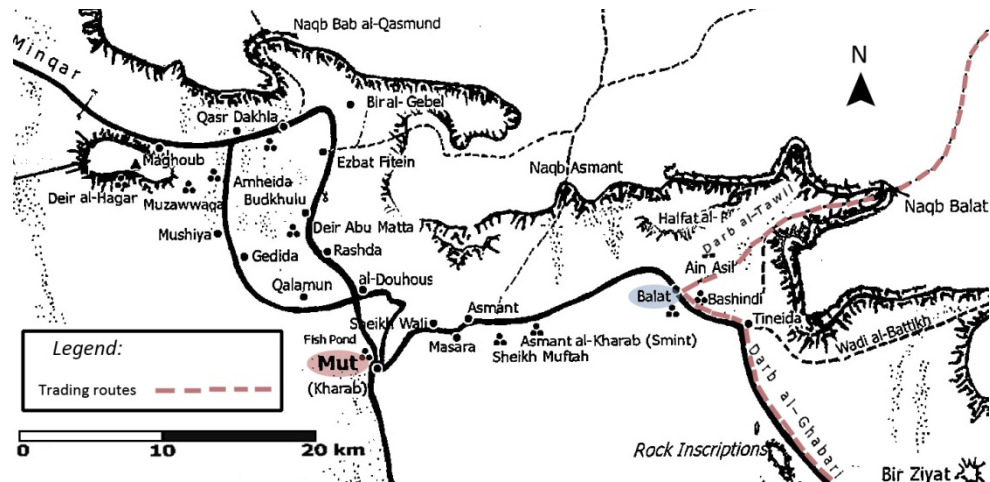 Naqb Bab al-Qasmund
Minqar
N
Bir al-Gebel
Qasr Dakhla
Maghoub
Ezbat Fitein
Naqb Asmant
Deir al-Hagar
Muzawwaqa
Amheida
Budkhulu
Halfat al-
Darb al-Tawil
Naqb Balat
Mushiya
Deir Abu Matta
Gedida
Rashda
Ain Asil
Qalamun
al-Douhous
Balat
Bashindi
Tineida
Sheikh Wali
Asmant
Wadi al-Battikh
Legend:
Fish Pond
Masara
Asmant al-Kharab (Smint)
Sheikh Muftah
Mut
(Kharab)
Trading routes
Darb al-Ghabari
Rock Inscriptions
0 10 20 km
Bir Ziyat